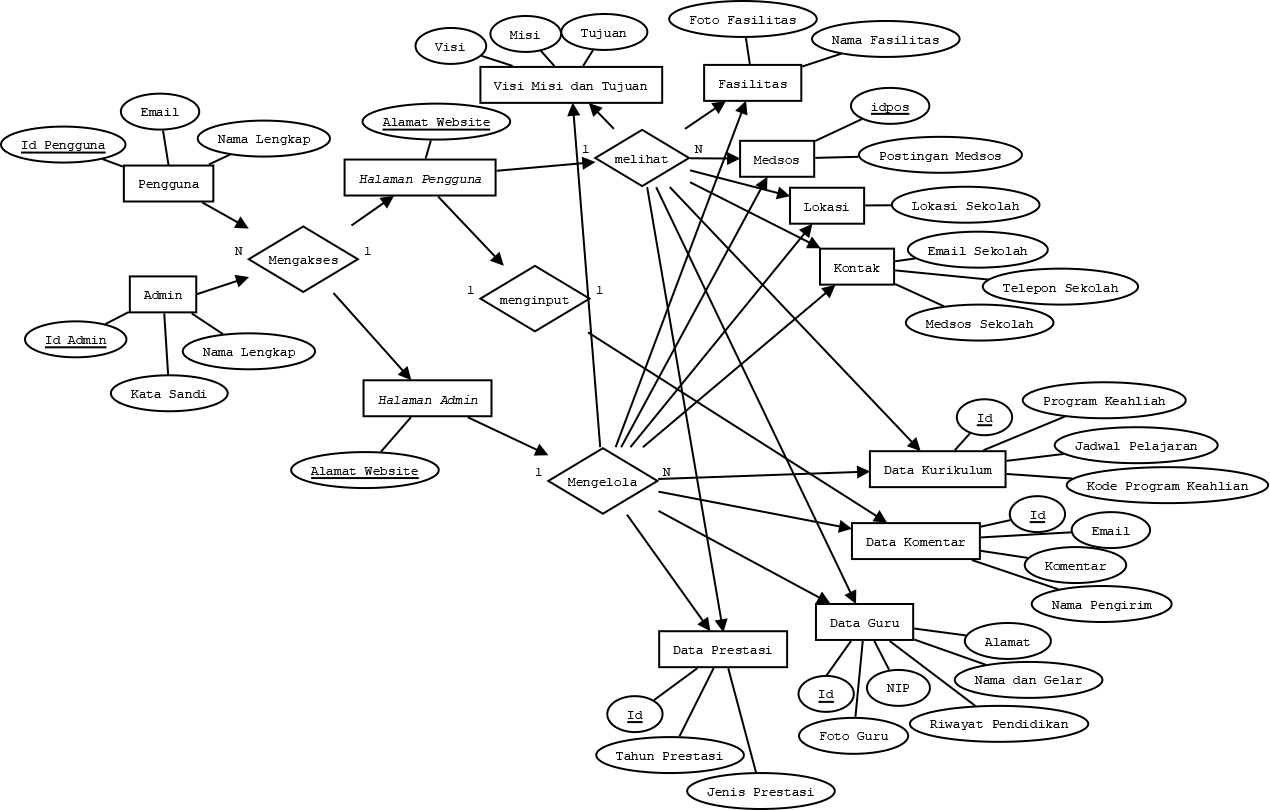 Foto Fasilitas
Misi
Tujuan
Visi
Nama Fasilitas
Visi Misi dan Tujuan
Fasilitas
idpos
Email
Alamat Website
Nama Lengkap
Id Pengguna
1
melihat
N
Medsos
Postingan Medsos
Halaman Pengguna
Pengguna
Lokasi
Lokasi Sekolah
N
Mengakses
1
Email Sekolah
Kontak
Telepon Sekolah
1
menginput
1
Admin
Medsos Sekolah
Id Admin
Nama Lengkap
Kata Sandi
Halaman Admin
Program Keahliah
Id
Jadwal Pelajaran
Alamat Website
1
Mengelola
N
Data Kurikulum
Kode Program Keahlian
Id
Email
Data Komentar
Komentar
Nama Pengirim
Data Guru
Alamat
Data Prestasi
Nama dan Gelar
Id
NIP
Id
Riwayat Pendidikan
Foto Guru
Tahun Prestasi
Jenis Prestasi